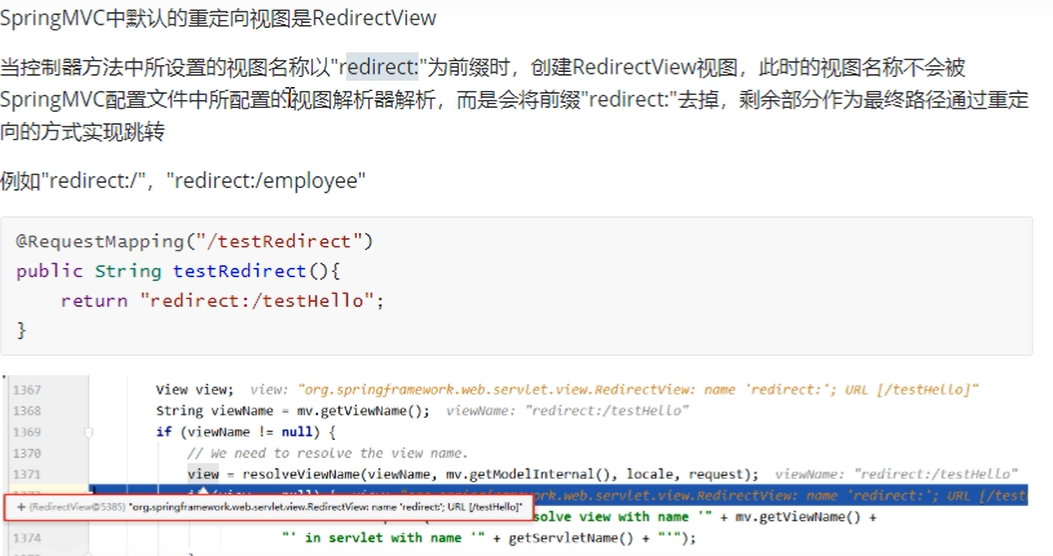 SpringMVC中默认的重定向视图是RedirectView
当控制器方法中所设置的视图名称以"redirect:"为前缀时，创建RedirectView视图，此时的视图名称不会被
SpringMVC配置文件中所配置的视图解析器解析，而是会将前缀"redirect:"去掉，剩余部分作为最终路径通过重定
向的方式实现跳转
例如"redirect:/"，"redirect:/employee"
@RequestMapping("/testRedirect")
public String testRedirect(){
    return "redirect:/testHello";
}
1367 View view; view: "org.springframework.web.servlet.view.RedirectView: name 'redirect:'; URL [/testHello]"
1368 String viewName = mv.getViewName(); viewName: "redirect:/testHello"
1369 if (viewName != null) {
1370 // We need to resolve the view name.
1371 view = resolveViewName(viewName, mv.getModelInternal(), locale, request); viewName: "redirect:/testHello"
rk.web.servlet.view.RedirectView: name 'redirect:'; URL [/test
+ {RedirectView@5385} "org.springframework.web.servlet.view.RedirectView: name 'redirect:'; URL [/testHello]"
solve view with name '" + mv.getViewName() +
1374 "' in servlet with name '" + getServletName() + "'");